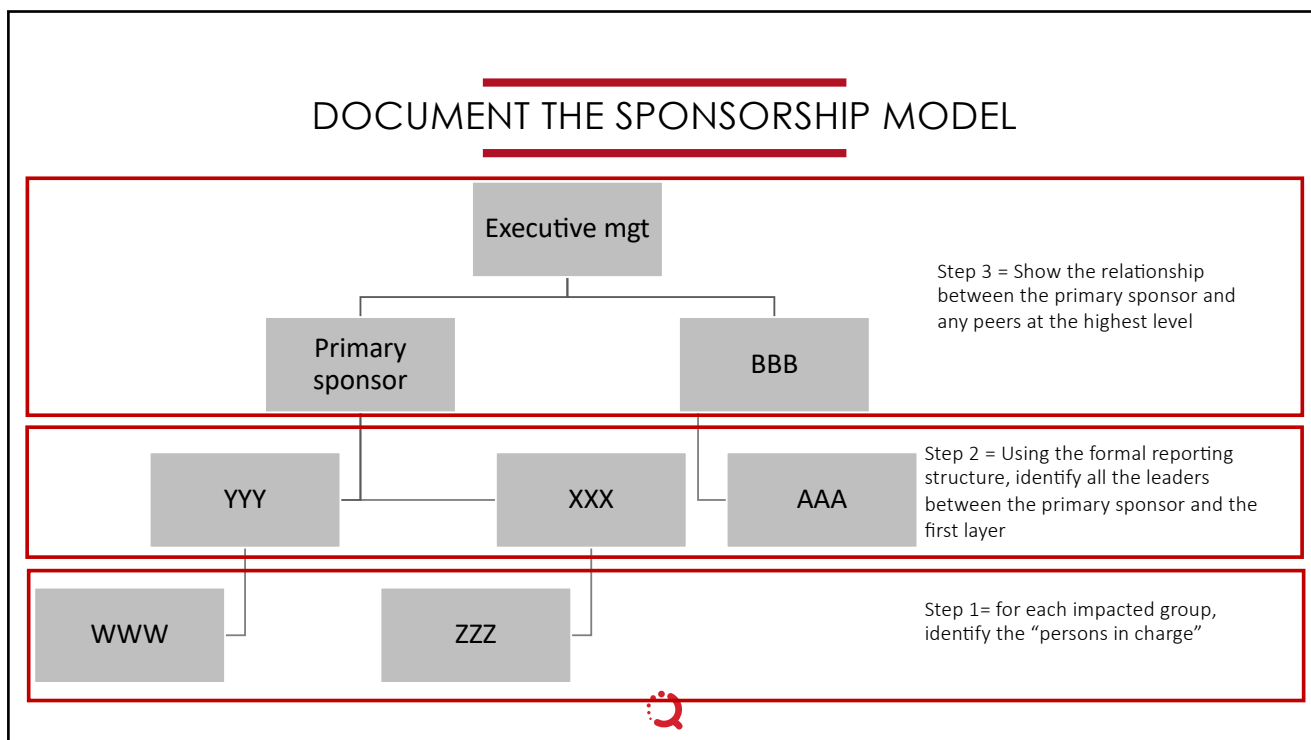 DOCUMENT THE SPONSORSHIP MODEL
Executive mgt
Step 3 = Show the relationship
between the primary sponsor and
any peers at the highest level
Primary
sponsor
BBB
Step 2 = Using the formal reporting
structure, identify all the leaders
between the primary sponsor and the
first layer
YYY
XXX
AAA
Step 1= for each impacted group,
identify the “persons in charge”
WWW
ZZZ